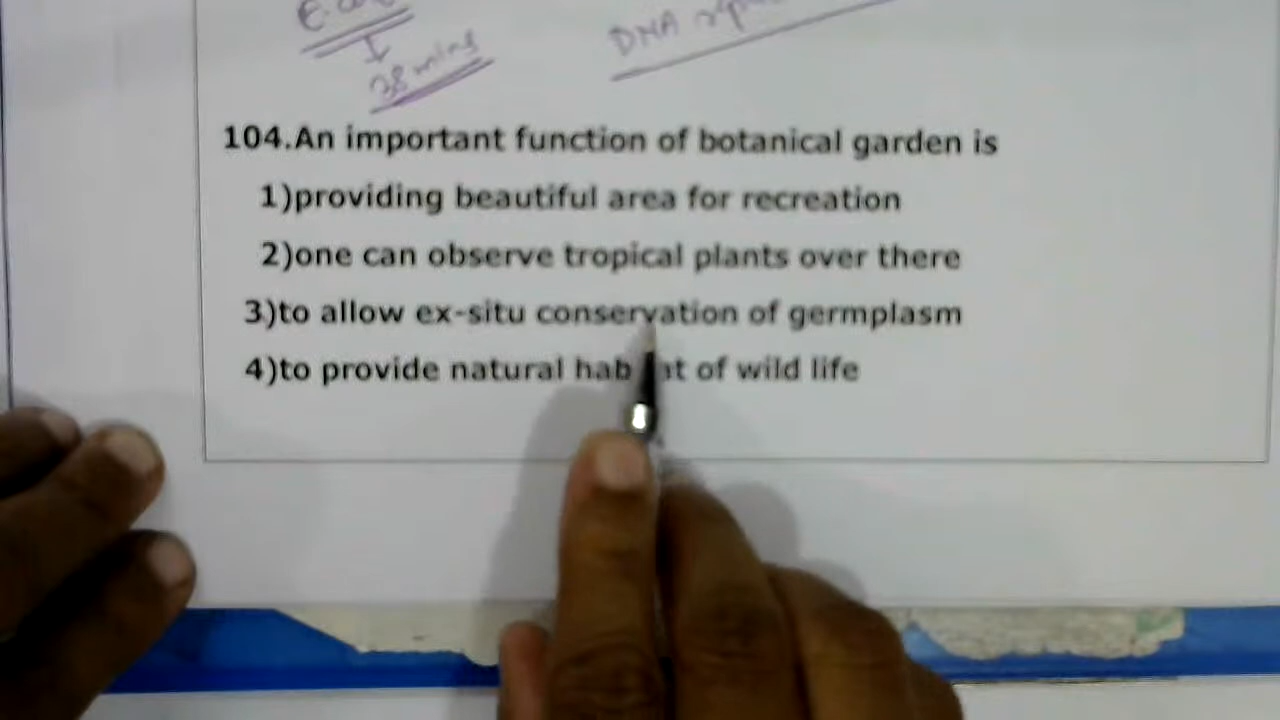 38 mins
DNA
104.An important function of botanical garden is
1)providing beautiful area for recreation
2)one can observe tropical plants over there
3)to allow ex-situ conservation of germplasm
4)to provide natural of wild life